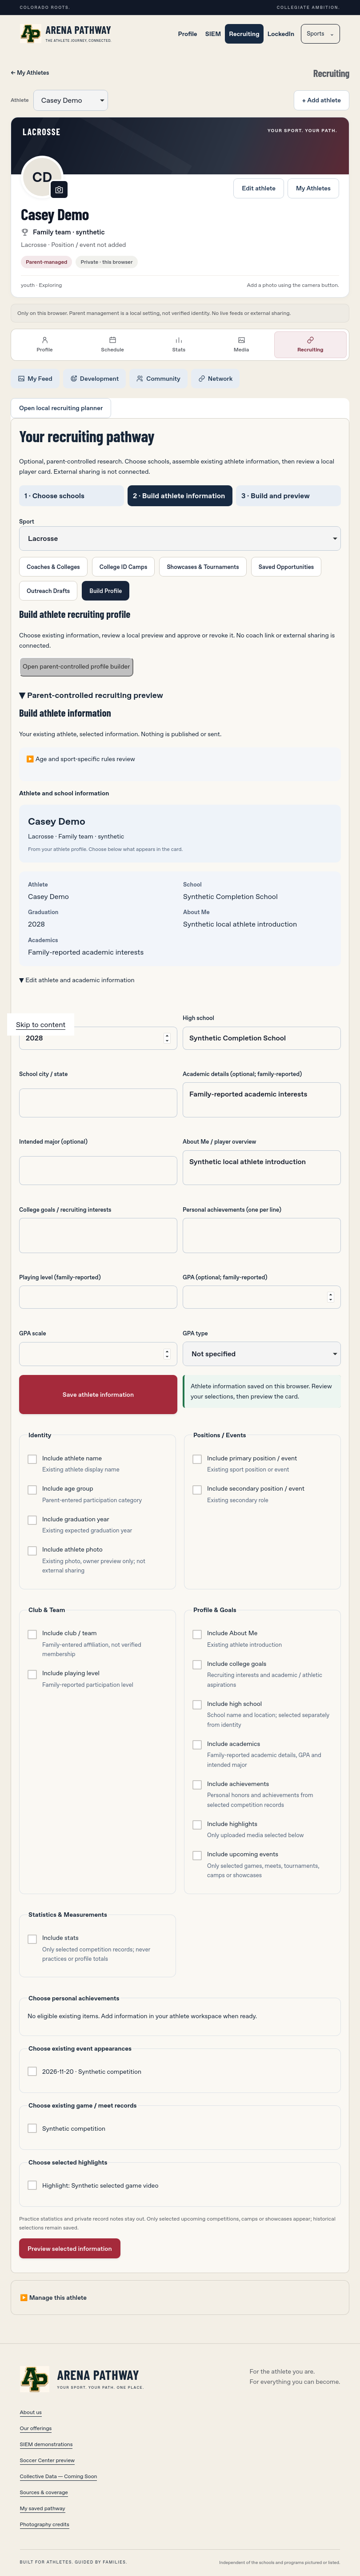 COLORADO ROOTS.
COLLEGIATE AMBITION.
AP
ARENA PATHWAY
THE ATHLETE JOURNEY. CONNECTED.
Profile
SIEM
Recruiting
LockedIn
Sports
← My Athletes
Recruiting
Athlete
Casey Demo
+ Add athlete
LACROSSE
YOUR SPORT. YOUR PATH.
CD
Edit athlete
My Athletes
Casey Demo
Family team · synthetic
Lacrosse · Position / event not added
Parent-managed
Private · this browser
youth · Exploring
Add a photo using the camera button.
Only on this browser. Parent management is a local setting, not verified identity. No live feeds or external sharing.
Profile
Schedule
Stats
Media
Recruiting
My Feed
Development
Community
Network
Open local recruiting planner
Your recruiting pathway
Optional, parent-controlled research. Choose schools, assemble existing athlete information, then review a local
player card. External sharing is not connected.
1 · Choose schools
2 · Build athlete information
3 · Build and preview
Sport
Lacrosse
Coaches & Colleges
College ID Camps
Showcases & Tournaments
Saved Opportunities
Outreach Drafts
Build Profile
Build athlete recruiting profile
Choose existing information, review a local preview and approve or revoke it. No coach link or external sharing is
connected.
Open parent-controlled profile builder
▼ Parent-controlled recruiting preview
Build athlete information
Your existing athlete, selected information. Nothing is published or sent.
▶ Age and sport-specific rules review
Athlete and school information
Casey Demo
Lacrosse · Family team · synthetic
From your athlete profile. Choose below what appears in the card.
Athlete
Casey Demo
School
Synthetic Completion School
Graduation
2028
About Me
Synthetic local athlete introduction
Academics
Family-reported academic interests
▼ Edit athlete and academic information
Skip to content
2028
High school
Synthetic Completion School
School city / state
Academic details (optional; family-reported)
Family-reported academic interests
Intended major (optional)
About Me / player overview
Synthetic local athlete introduction
College goals / recruiting interests
Personal achievements (one per line)
Playing level (family-reported)
GPA (optional; family-reported)
GPA scale
GPA type
Not specified
Save athlete information
Athlete information saved on this browser. Review
your selections, then preview the card.
Identity
Include athlete name
Existing athlete display name
Include age group
Parent-entered participation category
Include graduation year
Existing expected graduation year
Include athlete photo
Existing photo, owner preview only; not
external sharing
Positions / Events
Include primary position / event
Existing sport position or event
Include secondary position / event
Existing secondary role
Club & Team
Include club / team
Family-entered affiliation, not verified
membership
Include playing level
Family-reported participation level
Profile & Goals
Include About Me
Existing athlete introduction
Include college goals
Recruiting interests and academic / athletic
aspirations
Include high school
School name and location; selected separately
from identity
Include academics
Family-reported academic details, GPA and
intended major
Include achievements
Personal honors and achievements from
selected competition records
Include highlights
Only uploaded media selected below
Include upcoming events
Only selected games, meets, tournaments,
camps or showcases
Statistics & Measurements
Include stats
Only selected competition records; never
practices or profile totals
Choose personal achievements
No eligible existing items. Add information in your athlete workspace when ready.
Choose existing event appearances
2026-11-20 · Synthetic competition
Choose existing game / meet records
Synthetic competition
Choose selected highlights
Highlight: Synthetic selected game video
Practice statistics and private record notes stay out. Only selected upcoming competitions, camps or showcases appear; historical
selections remain saved.
Preview selected information
▶ Manage this athlete
AP
ARENA PATHWAY
YOUR SPORT. YOUR PATH. ONE PLACE.
For the athlete you are.
For everything you can become.
About us
Our offerings
SIEM demonstrations
Soccer Center preview
Collective Data — Coming Soon
Sources & coverage
My saved pathway
Photography credits
BUILT FOR ATHLETES. GUIDED BY FAMILIES.
Independent of the schools and programs pictured or listed.